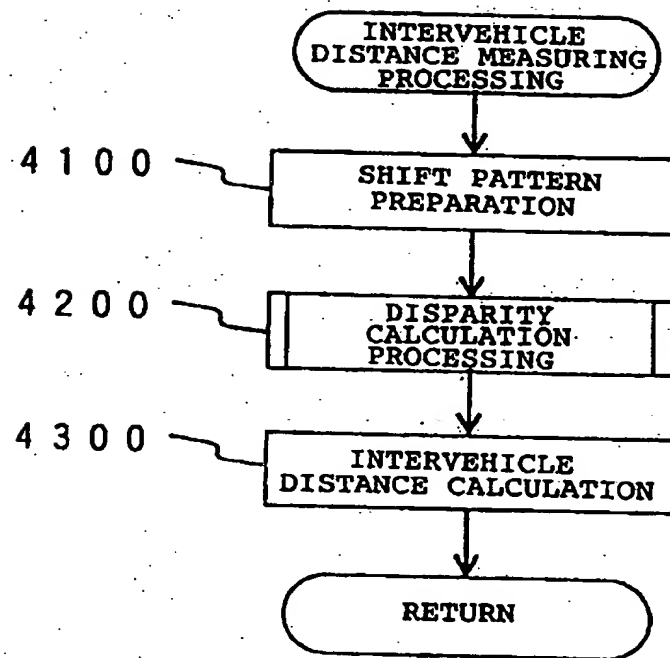 INTERVEHICLE
DISTANCE MEASURING
PROCESSING
4100
SHIFT PATTERN
PREPARATION
4200
DISPARITY
CALCULATION
PROCESSING
4300
INTERVEHICLE
DISTANCE CALCULATION
RETURN